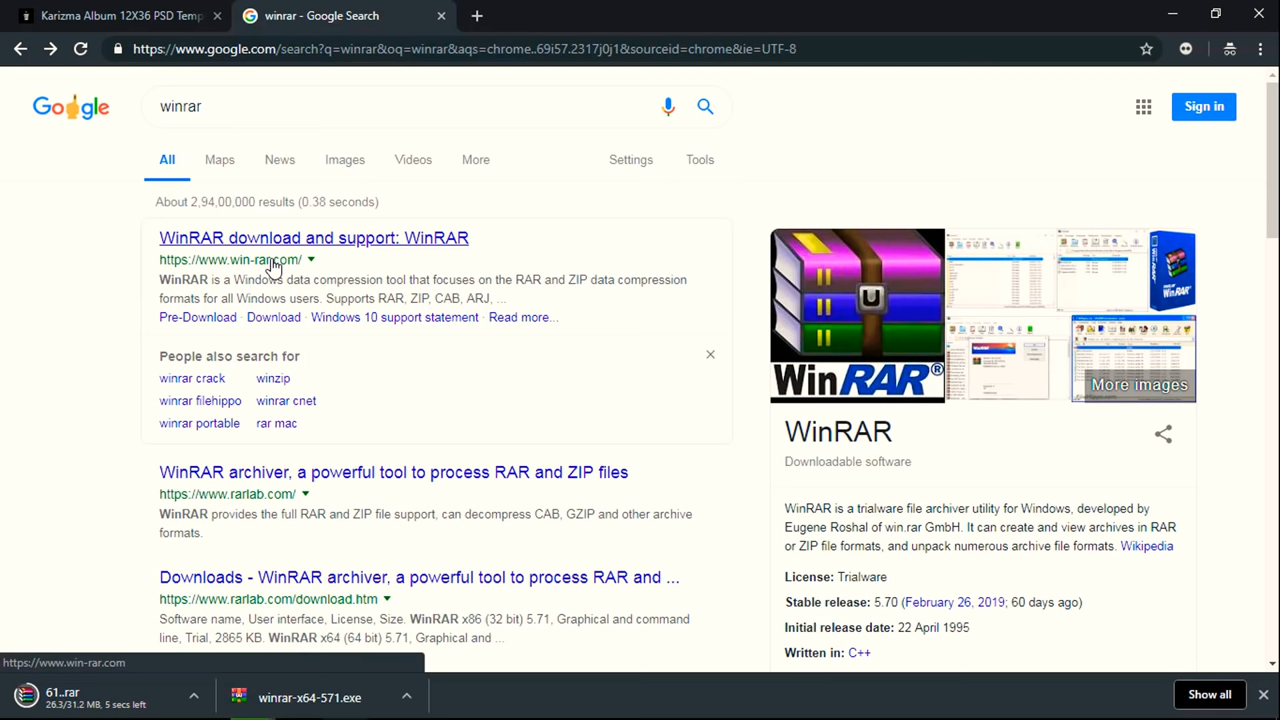 Karizma Album 12X36 PSD Temp
winrar - Google Search
https://www.google.com/search?q=winrar&oq=winrar&aqs=chrome..69i57.2317j0j1&sourceid=chrome&ie=UTF-8
winrar
Sign in
All Maps News Images Videos More Settings Tools
About 2,94,00,000 results (0.38 seconds)
WinRAR download and support: WinRAR
https://www.win-rar.com/
WinRAR is a Windows data compression tool that focuses on the RAR and ZIP data compression
formats for all Windows users. Supports RAR, ZIP, CAB, ARJ, ...
Pre-Download · Download · Windows 10 support statement · Read more...
People also search for
winrar crack winzip
winrar filehippo winrar cnet
winrar portable rar mac
WinRAR archiver, a powerful tool to process RAR and ZIP files
https://www.rarlab.com/
WinRAR provides the full RAR and ZIP file support, can decompress CAB, GZIP and other archive
formats.
Downloads - WinRAR archiver, a powerful tool to process RAR and ...
https://www.rarlab.com/download.htm
Software name, User interface, License, Size. WinRAR x86 (32 bit) 5.71, Graphical and command
line, Trial, 2865 KB. WinRAR x64 (64 bit) 5.71, Graphical and ...
WinRAR®
More images
WinRAR
Downloadable software
WinRAR is a trialware file archiver utility for Windows, developed by
Eugene Roshal of win.rar GmbH. It can create and view archives in RAR
or ZIP file formats, and unpack numerous archive file formats. Wikipedia
License: Trialware
Stable release: 5.70 (February 26, 2019; 60 days ago)
Initial release date: 22 April 1995
Written in: C++
https://www.win-rar.com
61..rar
26.3/31.2 MB, 5 secs left
winrar-x64-571.exe
Show all